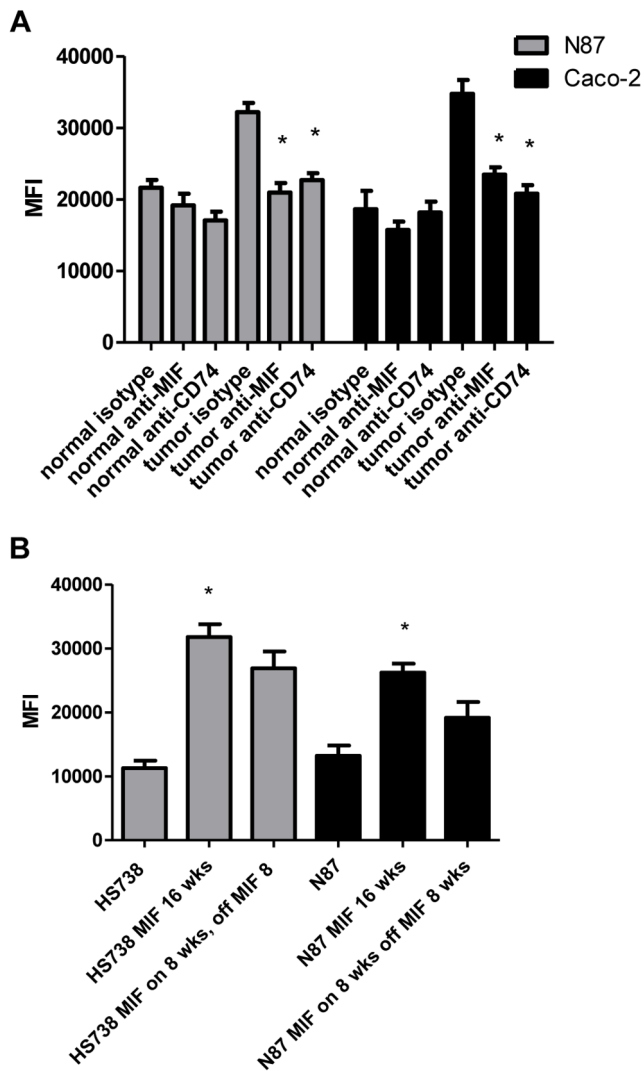 A
N87
Caco-2
40000
30000
20000
10000
0
MFI
* * * *
normal isotype
normal anti-MIF
normal anti-CD74
tumor isotype
tumor anti-MIF
tumor anti-CD74
normal isotype
normal anti-MIF
normal anti-CD74
tumor isotype
tumor anti-MIF
tumor anti-CD74
B
40000
30000
20000
10000
0
MFI
* *
HS738
HS738 MIF 16 wks
HS738 MIF on 8 wks, off MIF 8
N87
N87 MIF 16 wks
N87 MIF on 8 wks off MIF 8 wks